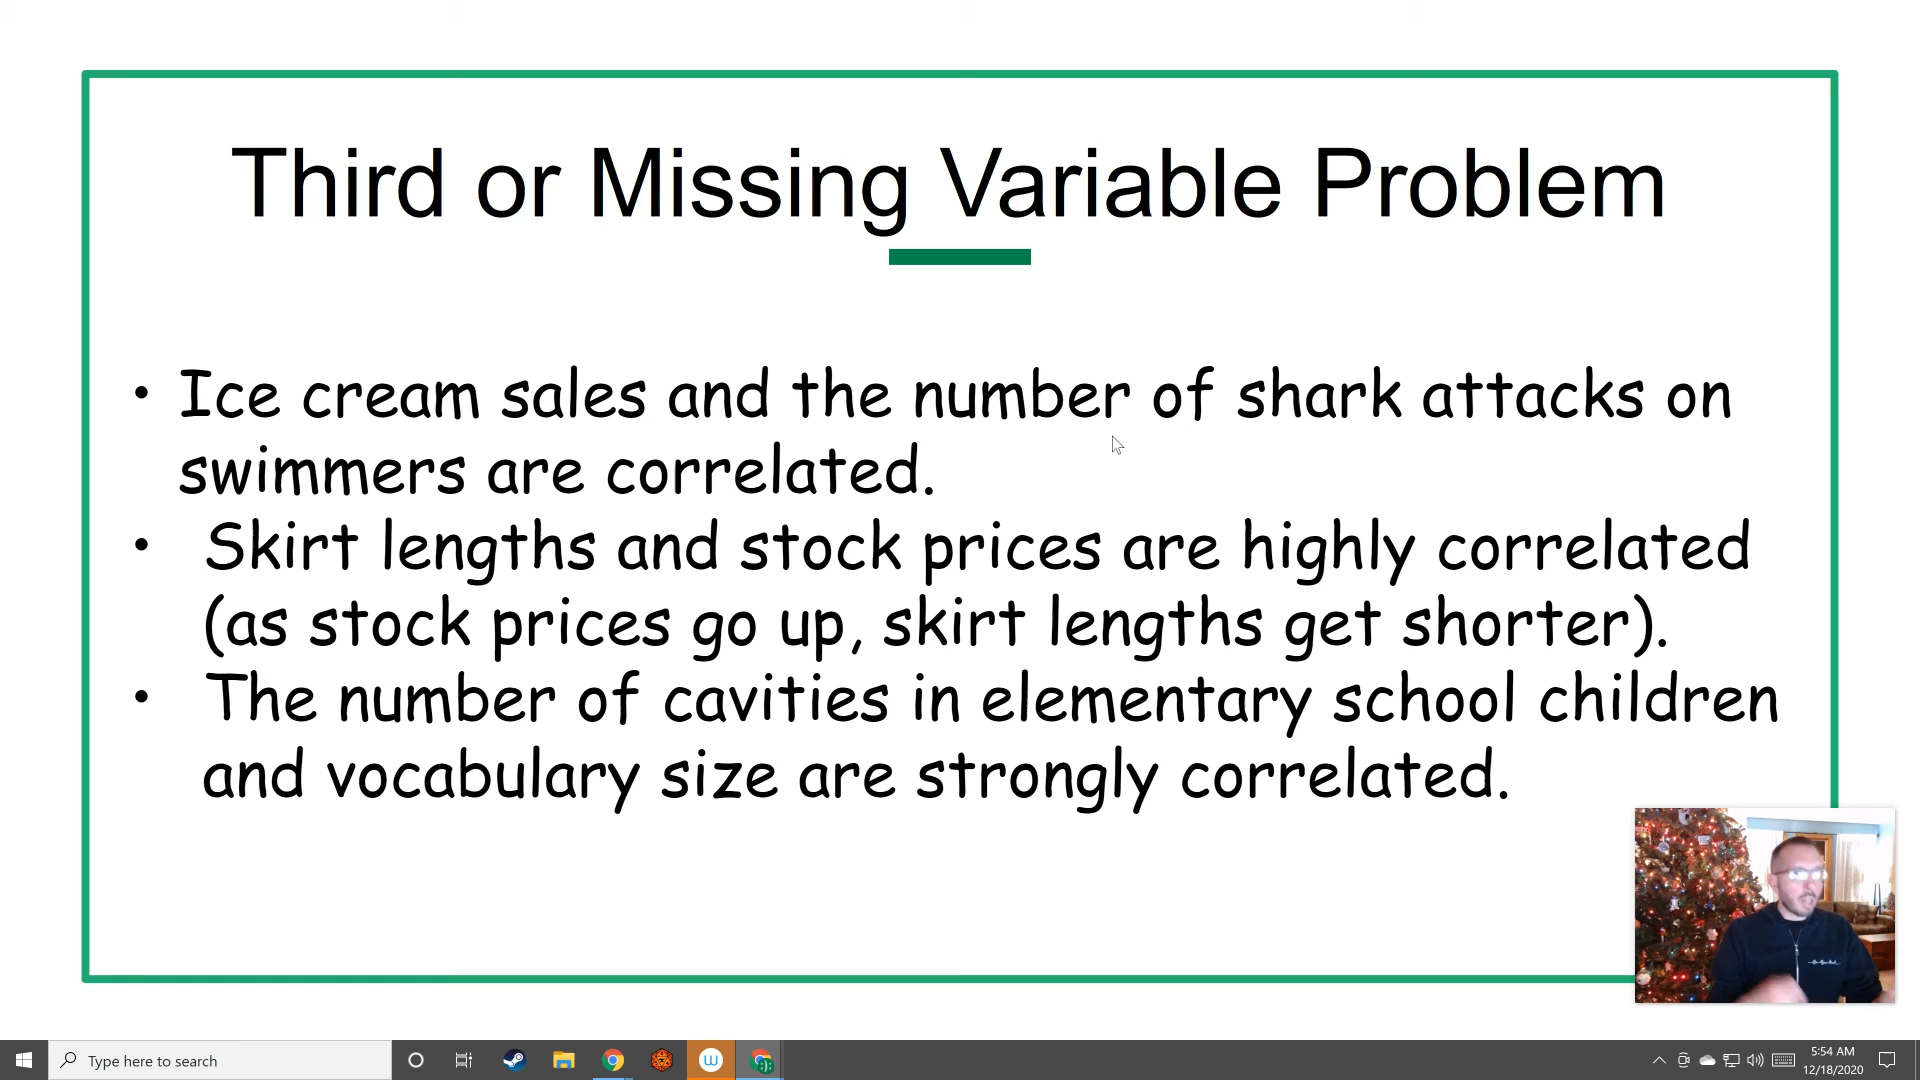 Third or Missing Variable Problem
• Ice cream sales and the number of shark attacks on
swimmers are correlated.
• Skirt lengths and stock prices are highly correlated
(as stock prices go up, skirt lengths get shorter).
• The number of cavities in elementary school children
and vocabulary size are strongly correlated.
Type here to search
W
5:54 AM
12/18/2020